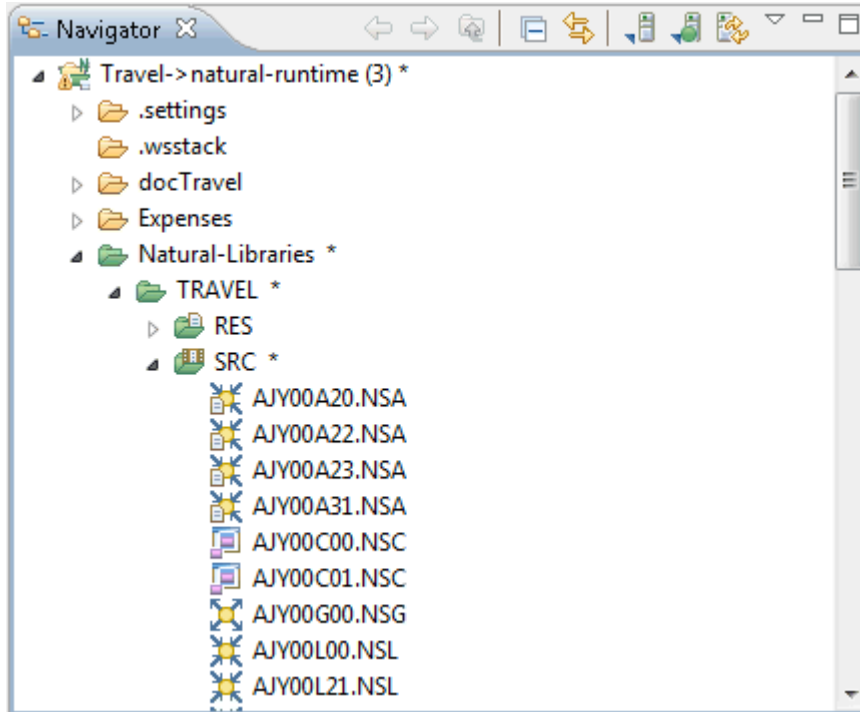 Navigator
Travel->natural-runtime (3) *
.settings
.wsstack
docTravel
Expenses
Natural-Libraries *
TRAVEL *
RES
SRC *
AJY00A20.NSA
AJY00A22.NSA
AJY00A23.NSA
AJY00A31.NSA
AJY00C00.NSC
AJY00C01.NSC
AJY00G00.NSG
AJY00L00.NSL
AJY00L21.NSL